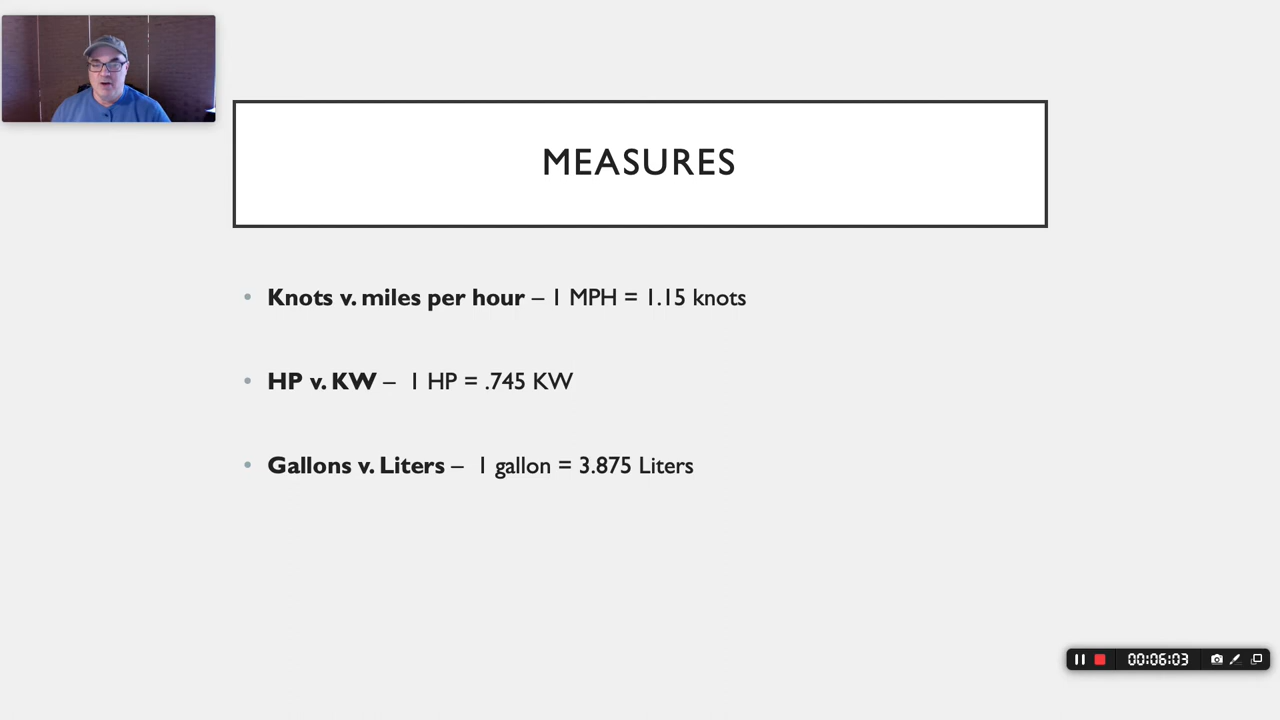 MEASURES
• Knots v. miles per hour – 1 MPH = 1.15 knots
• HP v. KW – 1 HP = .745 KW
• Gallons v. Liters – 1 gallon = 3.875 Liters
00:06:03